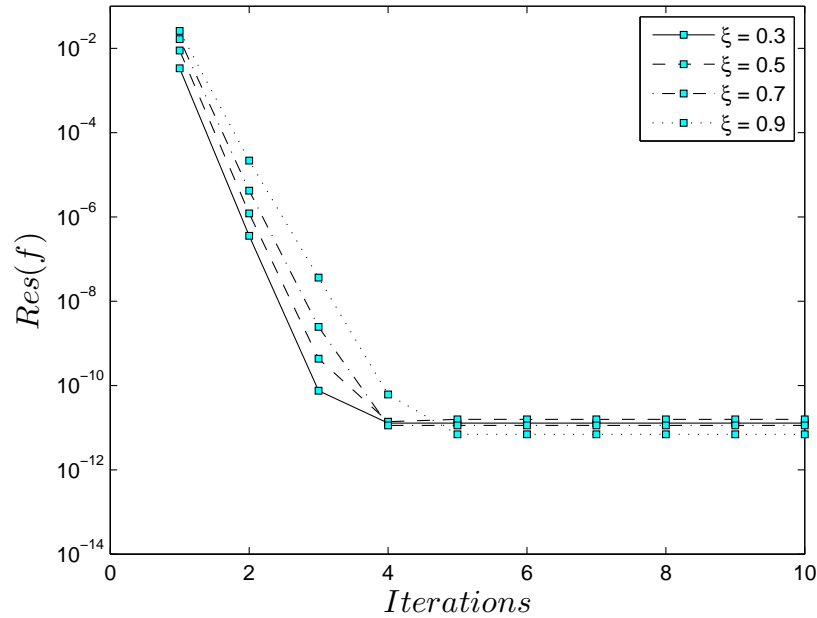 10^−2
10^−4
10^−6
10^−8
10^−10
10^−12
10^−14
Res(f)
ξ = 0.3
ξ = 0.5
ξ = 0.7
ξ = 0.9
0 2 4 6 8 10
Iterations